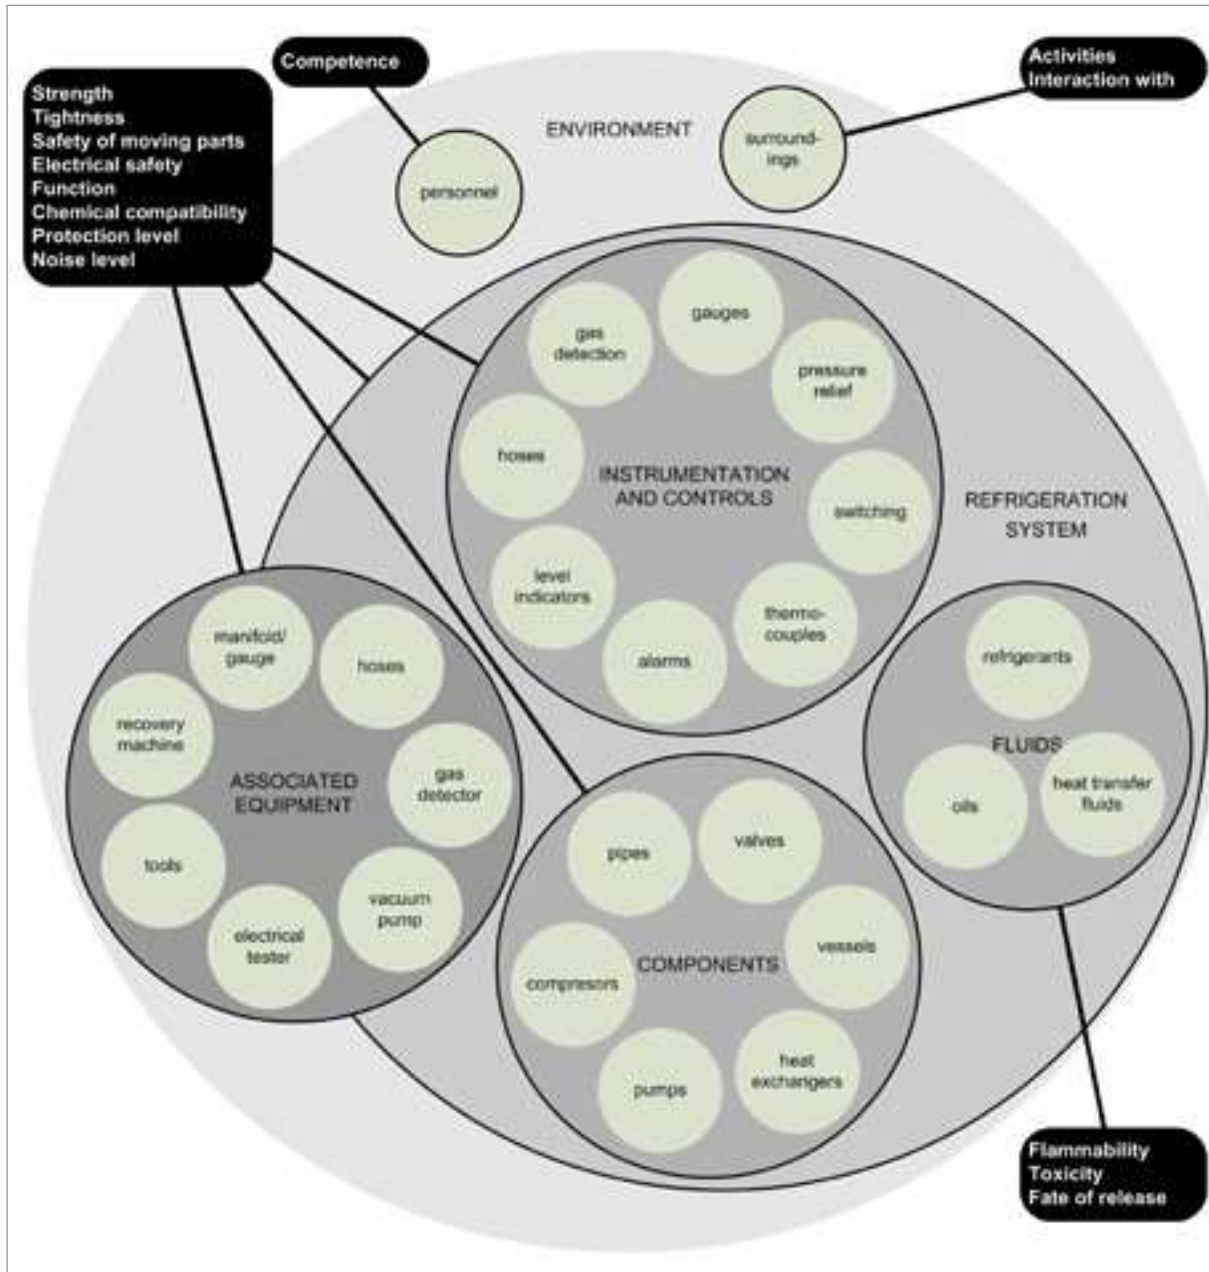 Competence
Activities
Interaction with
Strength
Tightness
Safety of moving parts
Electrical safety
Function
Chemical compatibility
Protection level
Noise level
ENVIRONMENT
surround-
ings
personnel
gauges
gas
detection
pressure
relief
hoses
INSTRUMENTATION
AND CONTROLS
switching
REFRIGERATION
SYSTEM
level
indicators
thermo-
couples
alarms
manifold/
gauge
hoses
recovery
machine
ASSOCIATED
EQUIPMENT
gas
detector
tools
vacuum
pump
electrical
tester
refrigerants
FLUIDS
oils
heat transfer
fluids
pipes
valves
COMPONENTS
vessels
compresors
pumps
heat
exchangers
Flammability
Toxicity
Fate of release